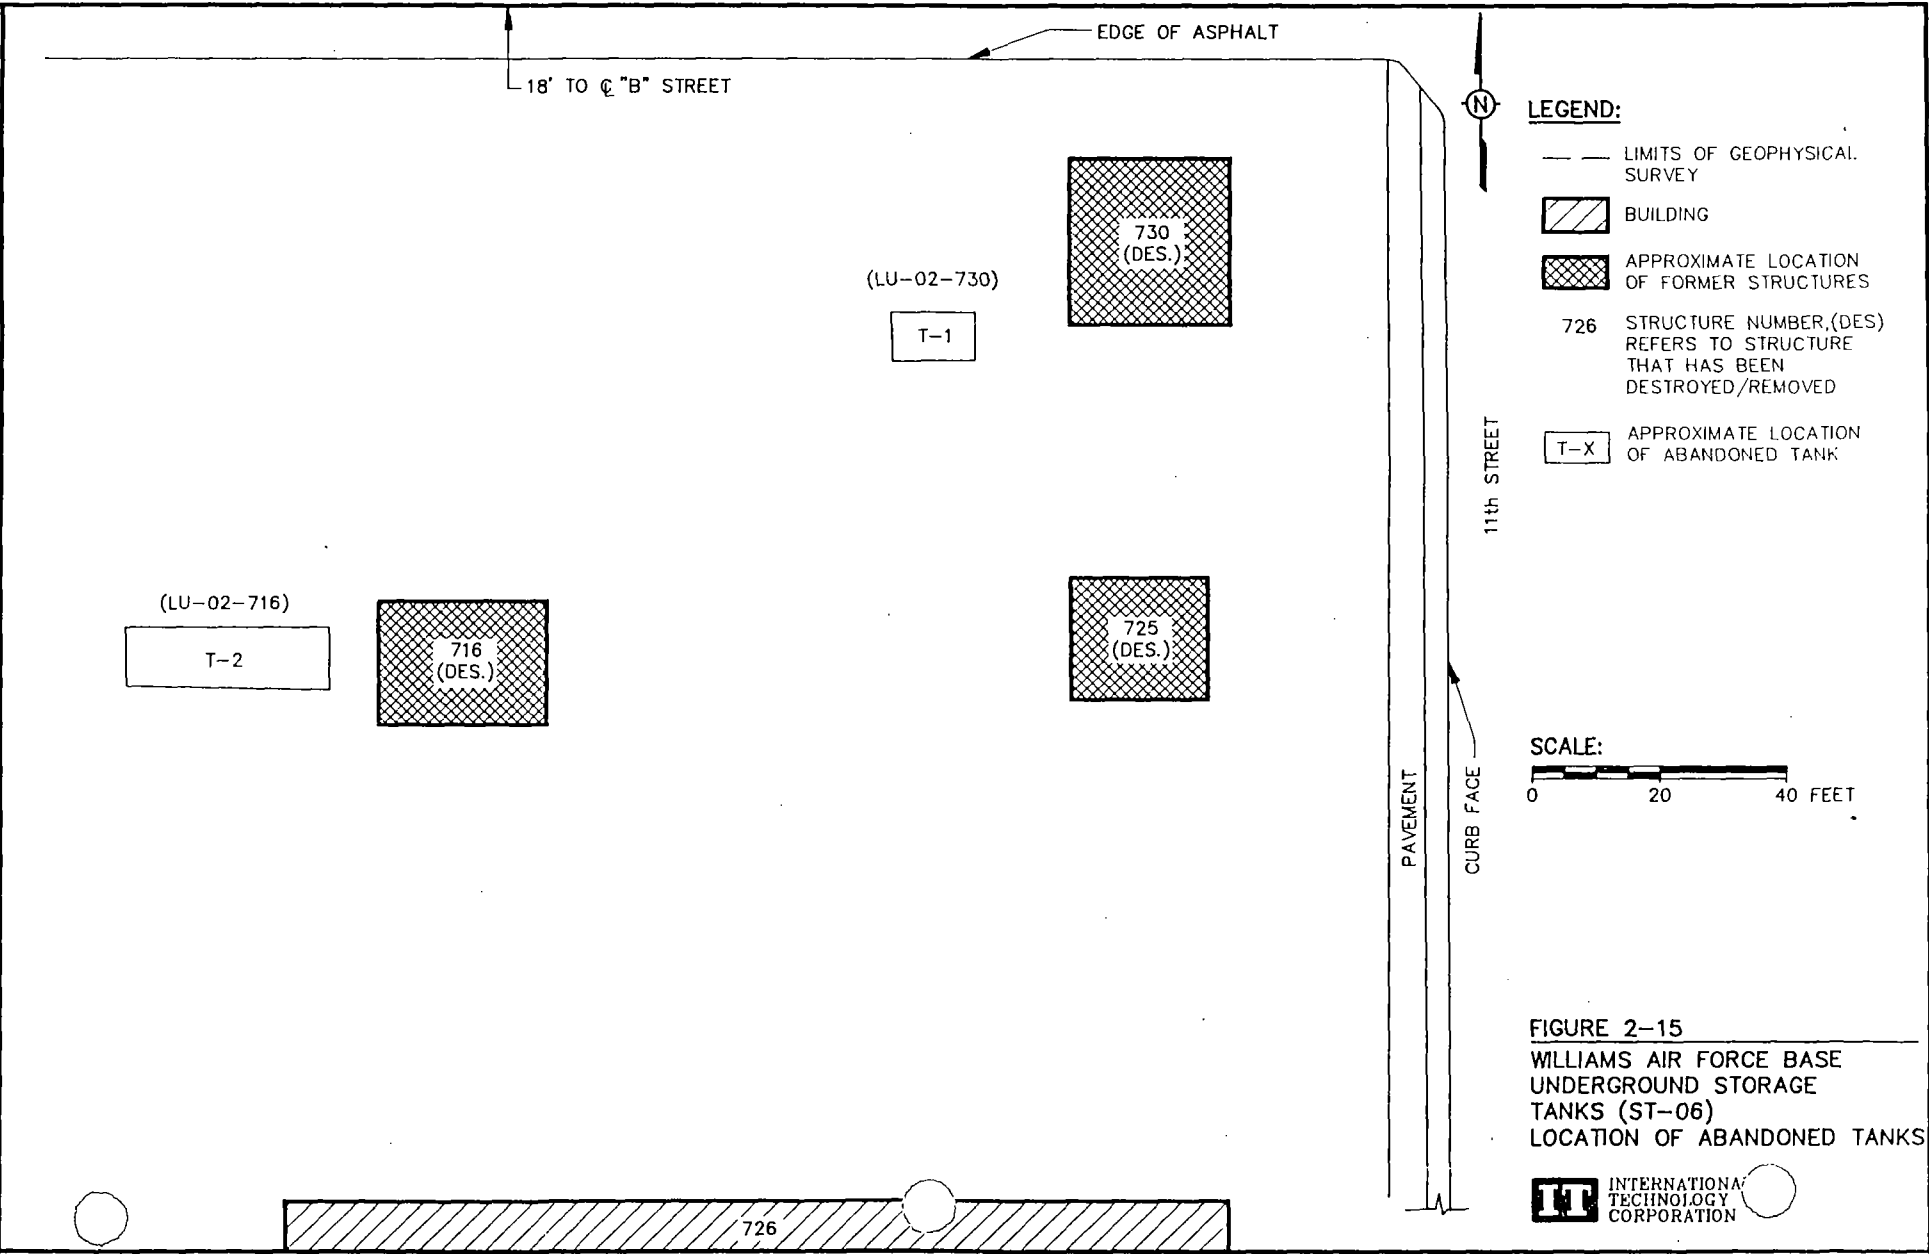 EDGE OF ASPHALT
18' TO ℄ "B" STREET
N
730
(DES.)
(LU-02-730)
T-1
(LU-02-716)
T-2
716
(DES.)
725
(DES.)
11th STREET
PAVEMENT
CURB FACE
726
LEGEND:
LIMITS OF GEOPHYSICAL
SURVEY
BUILDING
APPROXIMATE LOCATION
OF FORMER STRUCTURES
726 STRUCTURE NUMBER,(DES)
REFERS TO STRUCTURE
THAT HAS BEEN
DESTROYED/REMOVED
T-X APPROXIMATE LOCATION
OF ABANDONED TANK
SCALE:
0 20 40 FEET
FIGURE 2-15
WILLIAMS AIR FORCE BASE
UNDERGROUND STORAGE
TANKS (ST-06)
LOCATION OF ABANDONED TANKS
IT
INTERNATIONA
TECHNOLOGY
CORPORATION